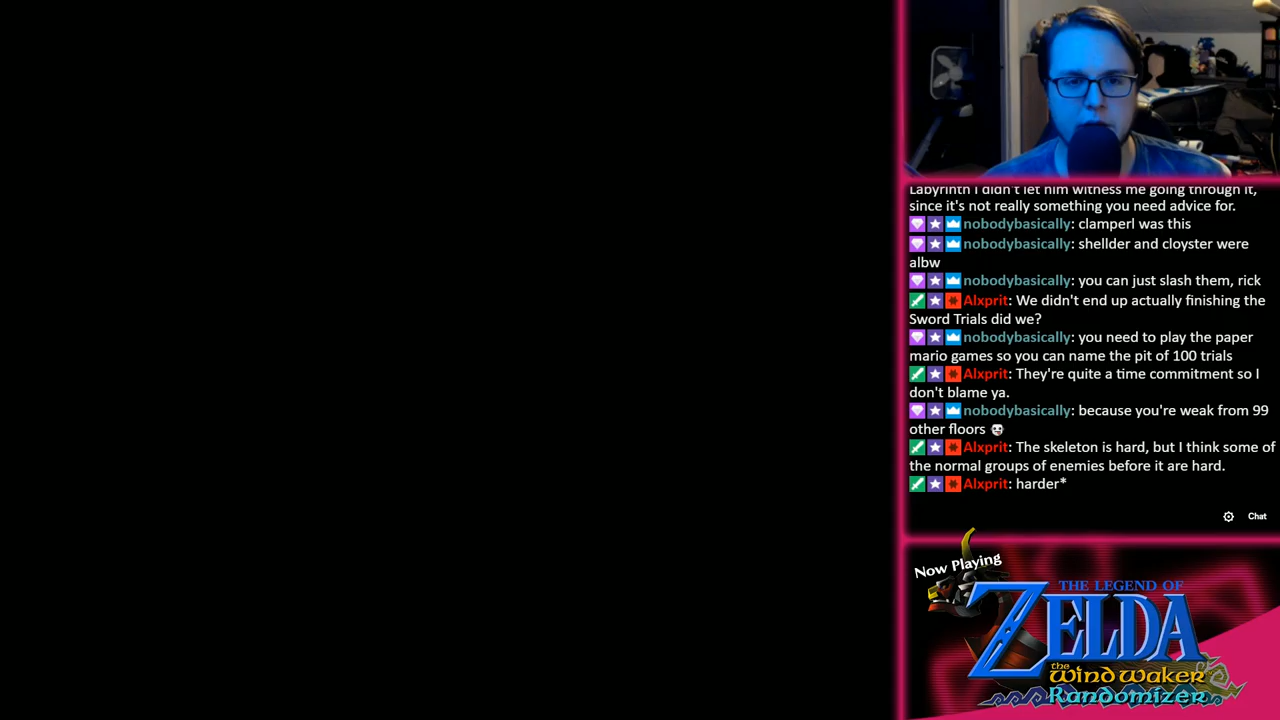 Labyrinth I didn't let him witness me going through it,
since it's not really something you need advice for.
nobodybasically: clamperl was this
nobodybasically: shellder and cloyster were
albw
nobodybasically: you can just slash them, rick
Alxprit: We didn't end up actually finishing the
Sword Trials did we?
nobodybasically: you need to play the paper
mario games so you can name the pit of 100 trials
Alxprit: They're quite a time commitment so I
don't blame ya.
nobodybasically: because you're weak from 99
other floors
Alxprit: The skeleton is hard, but I think some of
the normal groups of enemies before it are hard.
Alxprit: harder*
Chat
Now Playing
THE LEGEND OF
ZELDA
the
Wind Waker
Randomizer